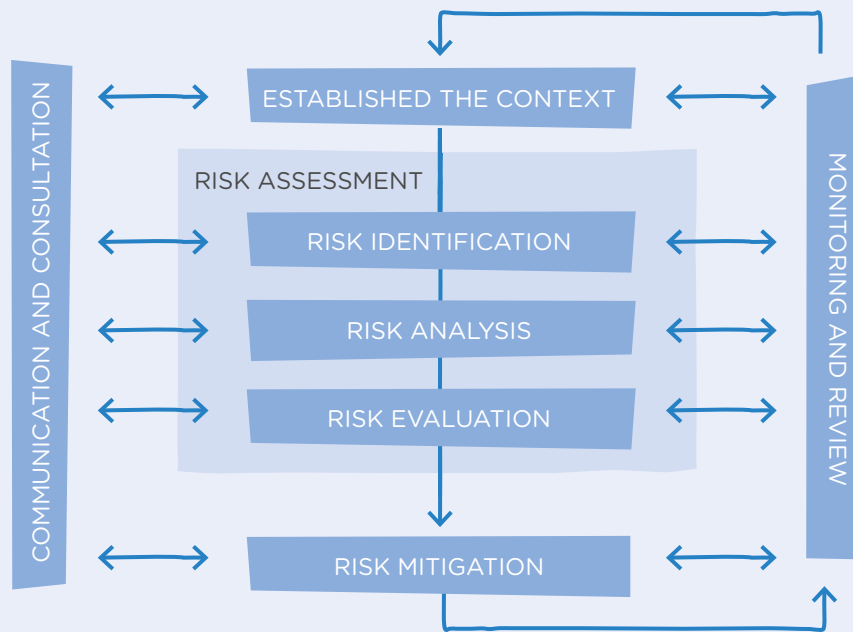 COMMUNICATION AND CONSULTATION
ESTABLISHED THE CONTEXT
RISK ASSESSMENT
RISK IDENTIFICATION
RISK ANALYSIS
RISK EVALUATION
RISK MITIGATION
MONITORING AND REVIEW